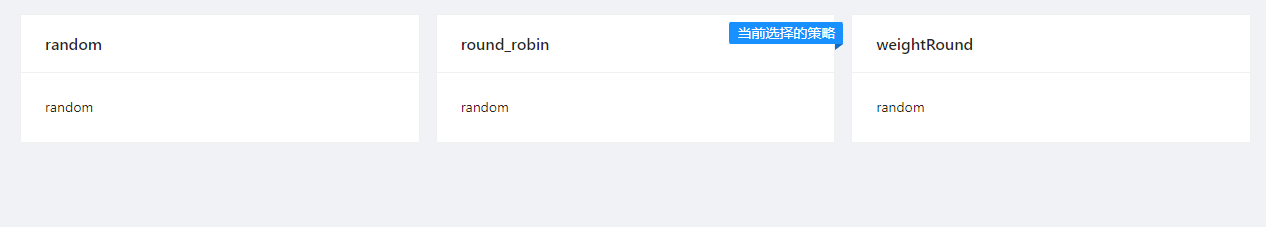 random
random
round_robin
当前选择的策略
random
weightRound
random